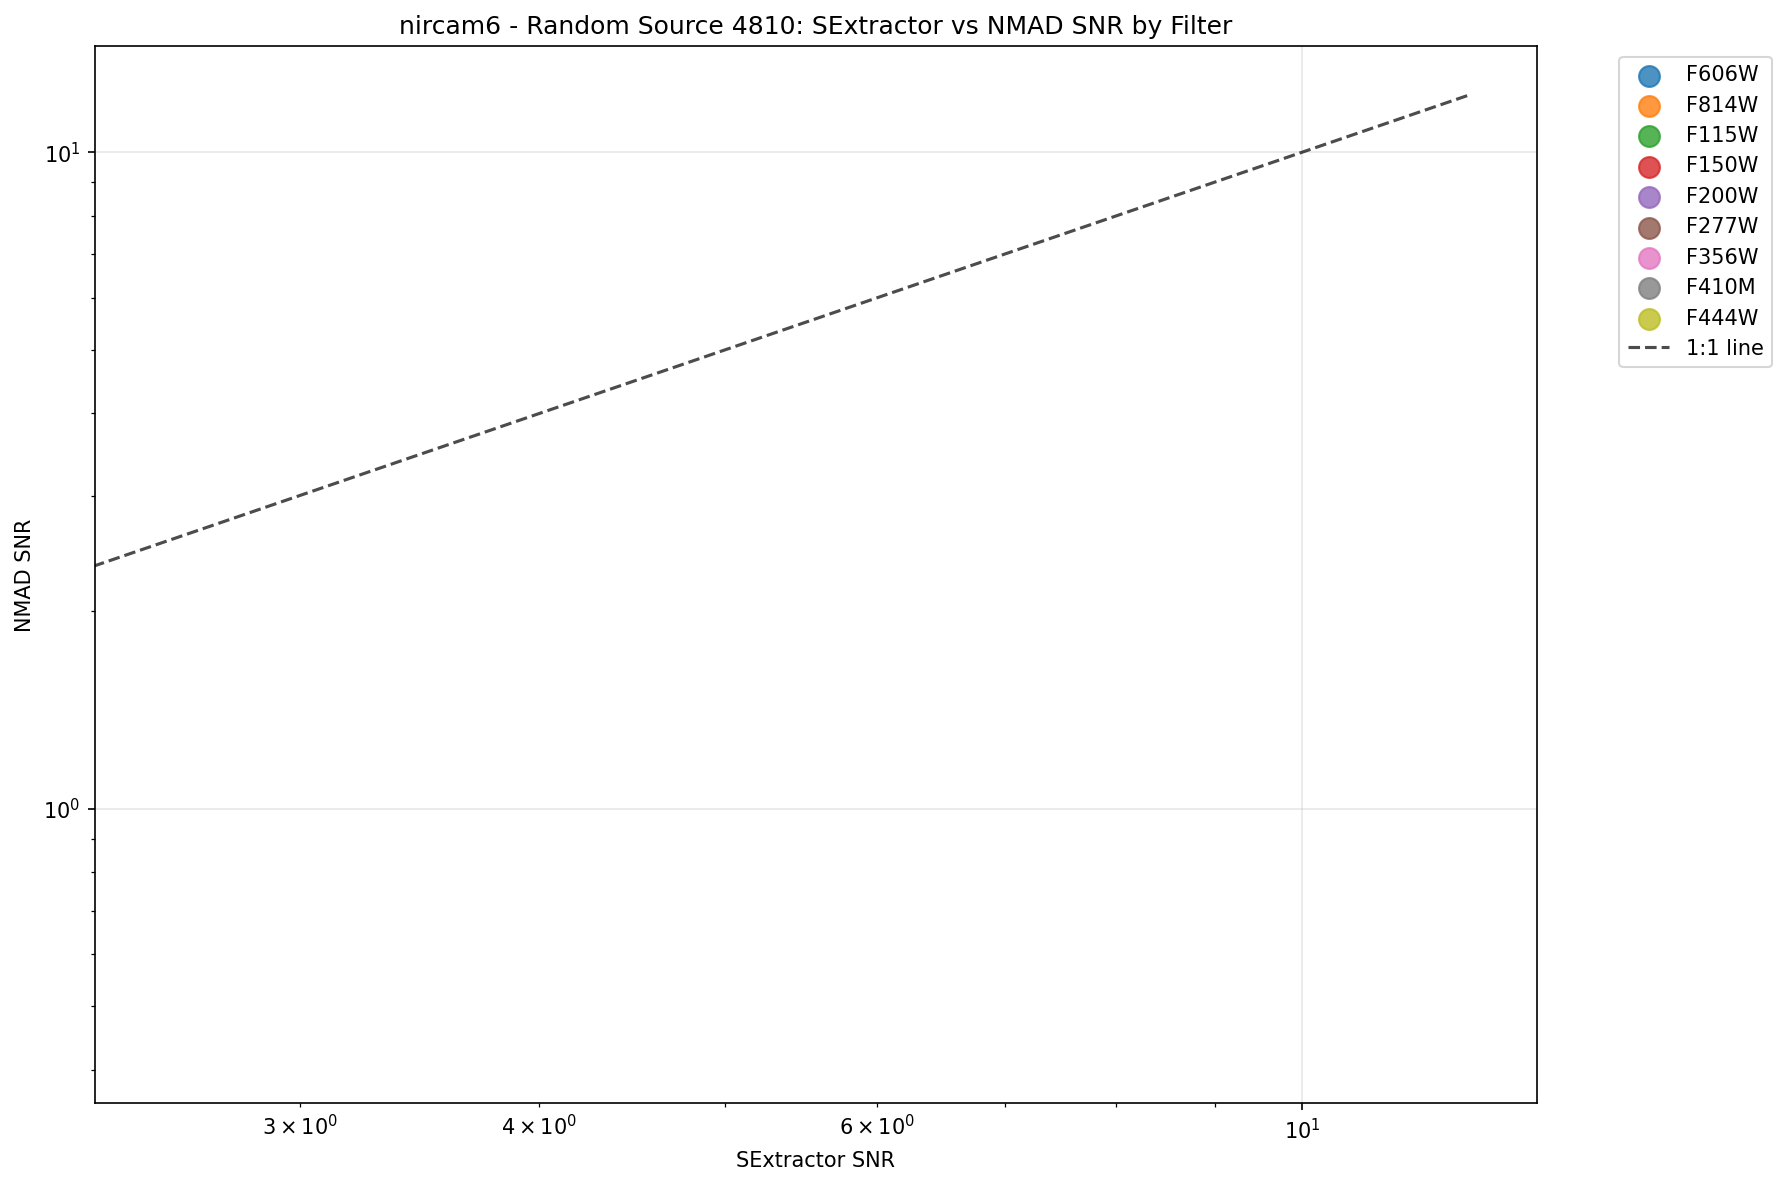 nircam6 - Random Source 4810: SExtractor vs NMAD SNR by Filter
F606W
F814W
F115W
F150W
F200W
F277W
F356W
F410M
F444W
1:1 line
NMAD SNR
10¹
10⁰
3 × 10⁰
4 × 10⁰
6 × 10⁰
10¹
SExtractor SNR